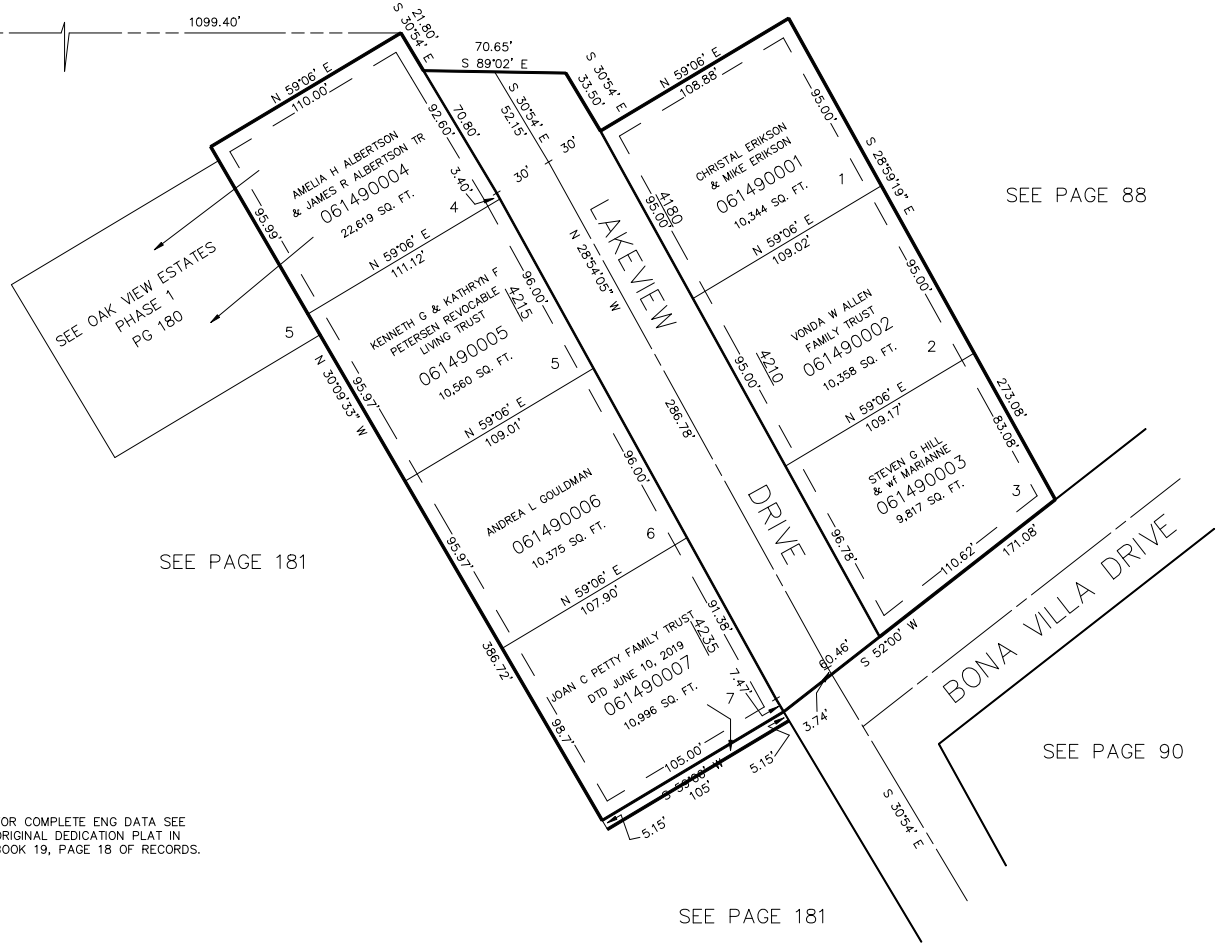 1099.40'
S 30°54' E
21.80'
70.65'
S 89°02' E
S 30°54' E
33.50'
N 59°06' E
110.00'
92.60'
70.80'
3.40'
S 30°54' E
52.15'
30'
30'
N 59°06' E
108.88'
95.00'
S 28°59'19" E
SEE PAGE 88
AMELIA H ALBERTSON
& JAMES R ALBERTSON TR
061490004
22,619 SQ. FT.
4
95.99'
N 59°06' E
111.12'
CHRISTAL ERIKSON
& MIKE ERIKSON
061490001
10,344 SQ. FT.
1
4180
95.00'
N 59°06' E
109.02'
95.00'
SEE OAK VIEW ESTATES
PHASE 1
PG 180
5
N 30°09'33" W
95.97'
KENNETH G & KATHRYN F
PETERSEN REVOCABLE
LIVING TRUST
061490005
10,560 SQ. FT.
5
4215
96.00'
N 59°06' E
109.01'
LAKEVIEW
N 28°54'05" W
286.78'
DRIVE
VONDA W ALLEN
FAMILY TRUST
061490002
10,358 SQ. FT.
2
4210
95.00'
N 59°06' E
109.17'
273.08'
83.08'
ANDREA L GOULDMAN
061490006
10,375 SQ. FT.
6
96.00'
95.97'
N 59°06' E
107.90'
STEVEN G HILL
& wf MARIANNE
061490003
9,817 SQ. FT.
3
96.78'
110.62'
171.08'
S 52°00' W
60.46'
3.74'
SEE PAGE 181
386.72'
JOAN C PETTY FAMILY TRUST
DTD JUNE 10, 2019
061490007
10,996 SQ. FT.
7
4235
91.38'
7.47'
98.7'
105.00'
S 59°06' W
105'
5.15'
5.15'
BONA VILLA DRIVE
SEE PAGE 90
S 30°54' E
OR COMPLETE ENG DATA SEE
ORIGINAL DEDICATION PLAT IN
BOOK 19, PAGE 18 OF RECORDS.
SEE PAGE 181